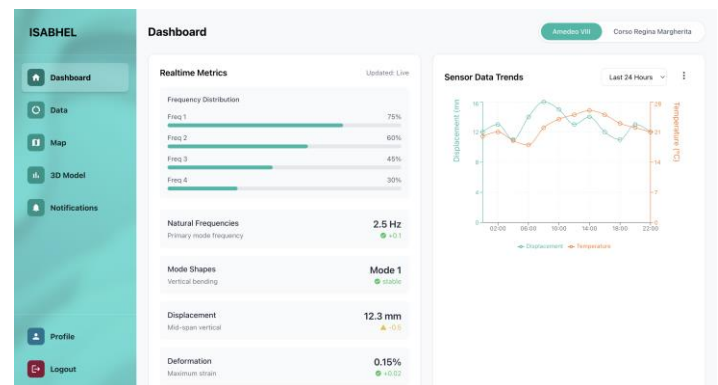 ISABHEL
Dashboard
Data
Map
3D Model
Notifications
Profile
Logout
Dashboard
Amedeo VIII
Corso Regina Margherita
Realtime Metrics
Updated: Live
Frequency Distribution
Freq 1
75%
Freq 2
60%
Freq 3
45%
Freq 4
30%
Natural Frequencies
2.5 Hz
Primary mode frequency
+0.1
Mode Shapes
Mode 1
Vertical bending
stable
Displacement
12.3 mm
Mid-span vertical
-0.5
Deformation
0.15%
Maximum strain
+0.02
Sensor Data Trends
Last 24 Hours
Displacement (mm
16
12
8
4
0
28
21
14
7
0
Temperature (°C)
02:00 06:00 10:00 14:00 18:00 22:00
Displacement Temperature